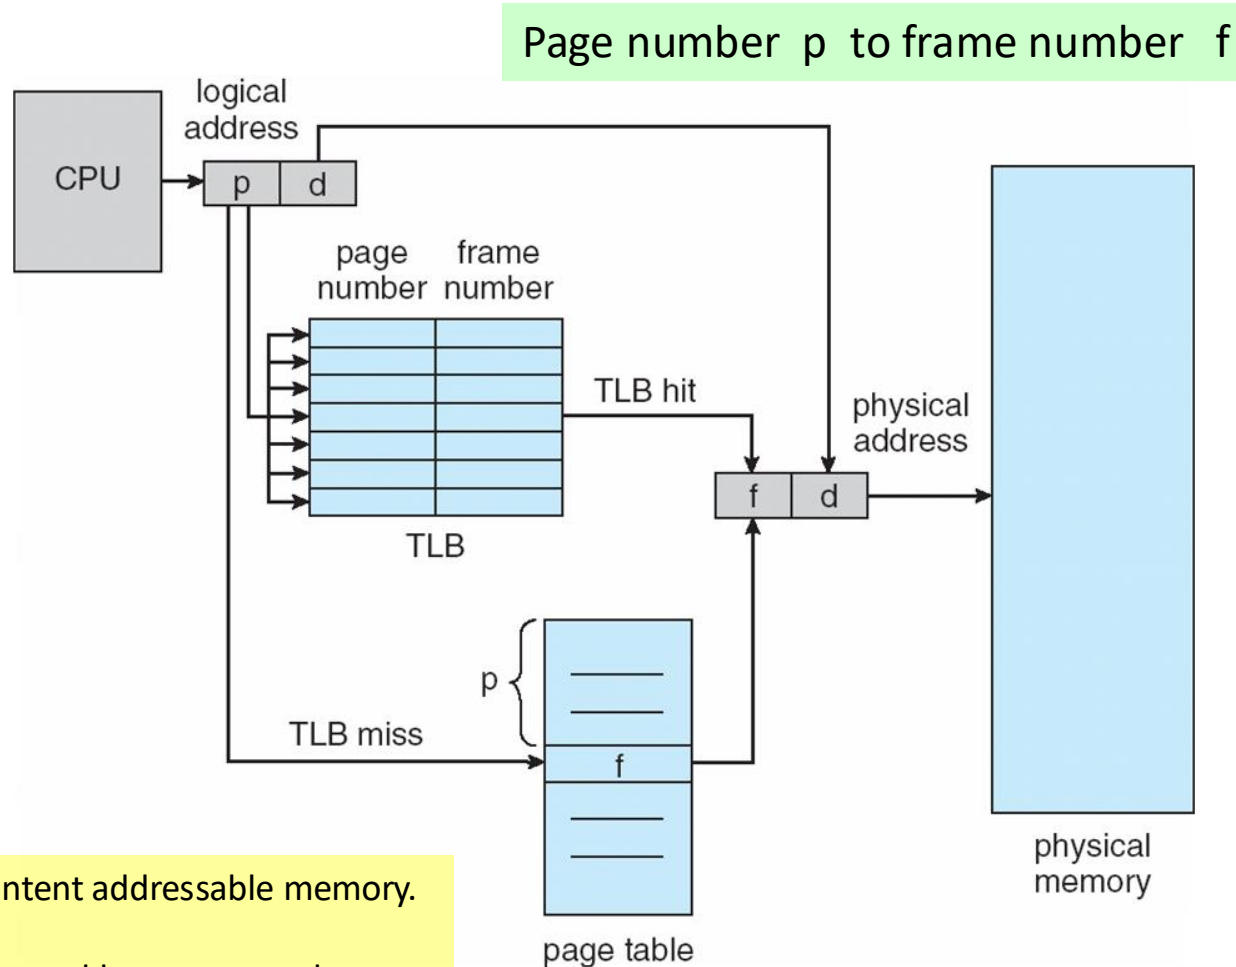 Page number p to frame number f
logical
address
CPU
p d
page frame
number number
TLB hit
physical
address
f d
TLB
p
TLB miss
f
physical
memory
ntent addressable memory.
page table